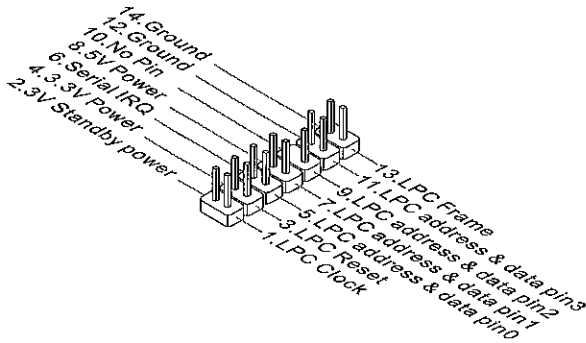 14.Ground
12.Ground
10.No Pin
8.5V Power
6.Serial IRQ
4.3.3V Power
2.3V Standby power
13.LPC Frame
11.LPC address & data pin3
9.LPC address & data pin2
7.LPC address & data pin1
5.LPC address & data pin0
3.LPC Reset
1.LPC Clock